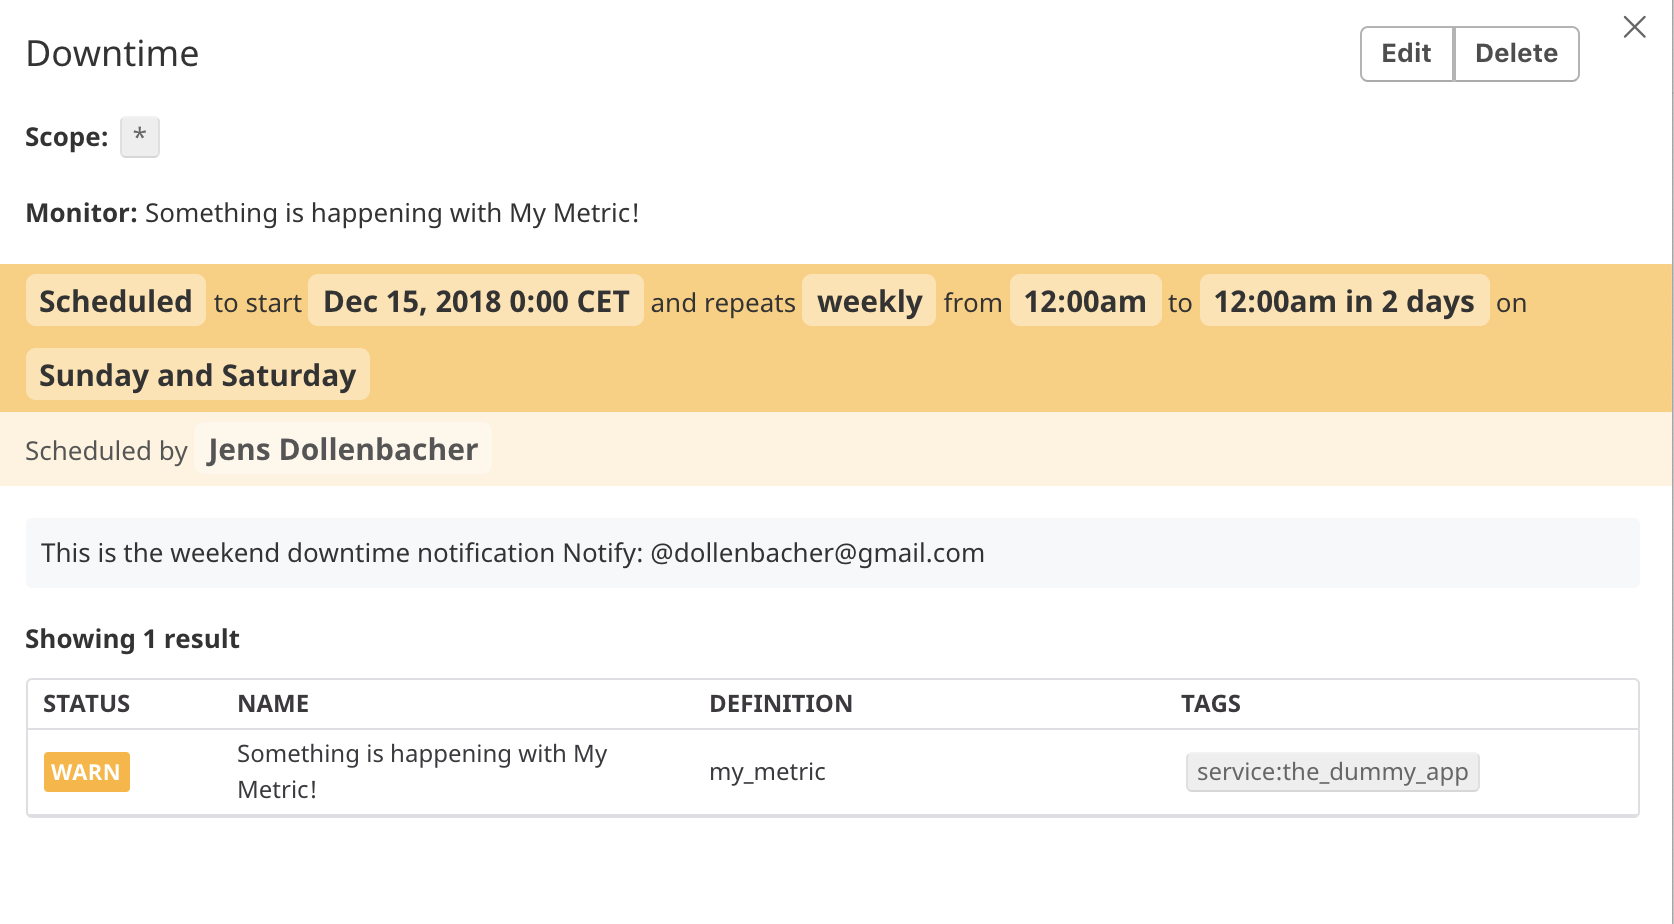 Downtime
Edit Delete
Scope: *
Monitor: Something is happening with My Metric!
Scheduled to start Dec 15, 2018 0:00 CET and repeats weekly from 12:00am to 12:00am in 2 days on
Sunday and Saturday
Scheduled by Jens Dollenbacher
This is the weekend downtime notification Notify: @dollenbacher@gmail.com
Showing 1 result
STATUS NAME DEFINITION TAGS
WARN Something is happening with My
Metric! my_metric service:the_dummy_app